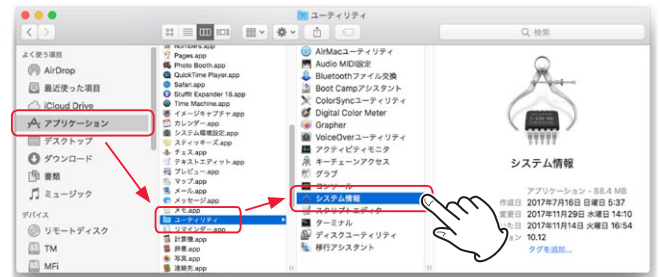 ユーティリティ
検索
よく使う項目
AirDrop
最近使った項目
iCloud Drive
アプリケーション
デスクトップ
ダウンロード
書類
ミュージック
デバイス
リモートディスク
TM
MFi
Numbers.app
Pages.app
Photo Booth.app
QuickTime Player.app
Safari.app
StuffIt Expander 16.app
Time Machine.app
イメージキャプチャ.app
カレンダー.app
システム環境設定.app
スティッキーズ.app
チェス.app
テキストエディット.app
プレビュー.app
マップ.app
メール.app
メッセージ.app
メモ.app
ユーティリティ
リマインダー.app
計算機.app
辞書.app
写真.app
連絡先.app
AirMacユーティリティ
Audio MIDI設定
Bluetoothファイル交換
Boot Campアシスタント
ColorSyncユーティリティ
Digital Color Meter
Grapher
VoiceOverユーティリティ
アクティビティモニタ
キーチェーンアクセス
グラブ
コンソール
システム情報
スクリプトエディタ
ターミナル
ディスクユーティリティ
移行アシスタント
システム情報
アプリケーション - 88.4 MB
作成日 2017年7月16日 日曜日 5:37
変更日 2017年11月29日 水曜日 14:10
た日 2017年11月14日 火曜日 16:54
ョン 10.12
タグを追加...